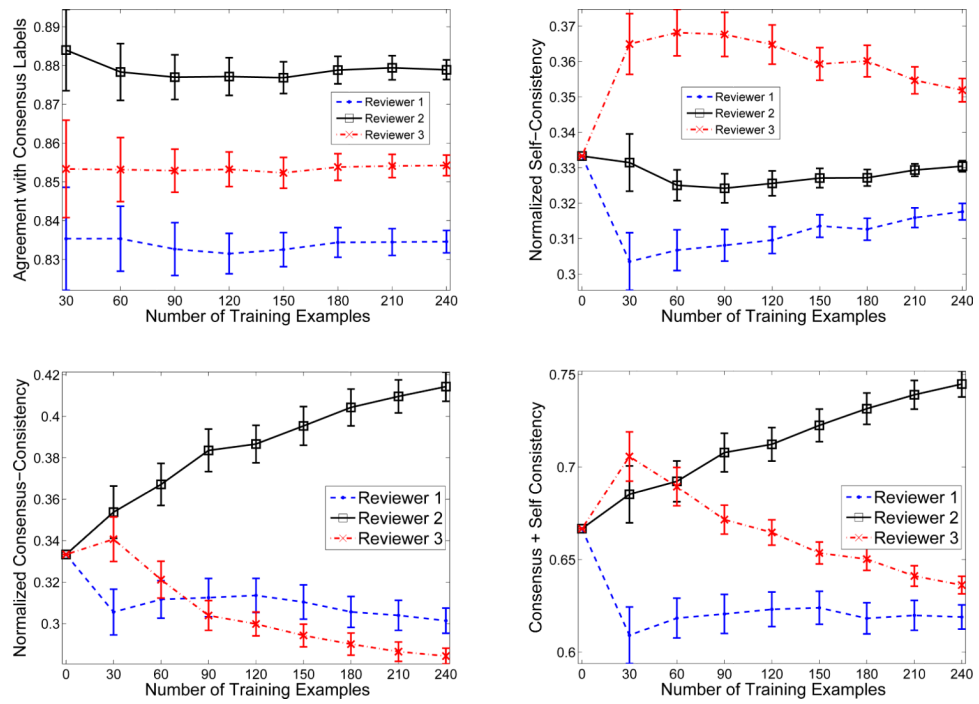 Agreement with Consensus Labels
0.89
0.88
0.87
0.86
0.85
0.84
0.83
30 60 90 120 150 180 210 240
Number of Training Examples
Reviewer 1
Reviewer 2
Reviewer 3
Normalized Self-Consistency
0.37
0.36
0.35
0.34
0.33
0.32
0.31
0.3
0 30 60 90 120 150 180 210 240
Number of Training Examples
Reviewer 1
Reviewer 2
Reviewer 3
Normalized Consensus-Consistency
0.42
0.4
0.38
0.36
0.34
0.32
0.3
0 30 60 90 120 150 180 210 240
Number of Training Examples
Reviewer 1
Reviewer 2
Reviewer 3
Consensus + Self Consistency
0.75
0.7
0.65
0.6
0 30 60 90 120 150 180 210 240
Number of Training Examples
Reviewer 1
Reviewer 2
Reviewer 3